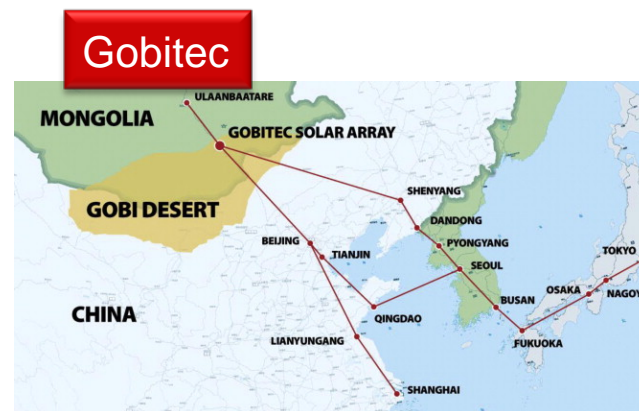 Gobitec
ULAANBAATARE
MONGOLIA
GOBITEC SOLAR ARRAY
GOBI DESERT
SHENYANG
DANDONG
BEIJING
TIANJIN
PYONGYANG
SEOUL
TOKYO
OSAKA
NAGOY
CHINA
QINGDAO
BUSAN
LIANYUNGANG
FUKUOKA
SHANGHAI